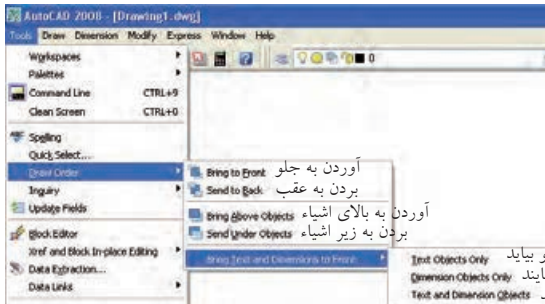 AutoCAD 2008 - [Drawing1.dwg]
Tools Draw Dimension Modify Express Window Help
Workspaces
Palettes
Command Line CTRL+9
Clean Screen CTRL+0
0
Spelling
Quick Select...
Draw Order
Inquiry
Update Fields
Block Editor
Xref and Block In-place Editing
Data Extraction...
Data Links
Bring to Front آوردن به جلو
Send to Back بردن به عقب
Bring Above Objects آوردن به بالای اشیاء
Send Under Objects بردن به زیر اشیاء
Bring Text and Dimensions to Front
Text Objects Only و بیاید
Dimension Objects Only
Text and Dimension Objects